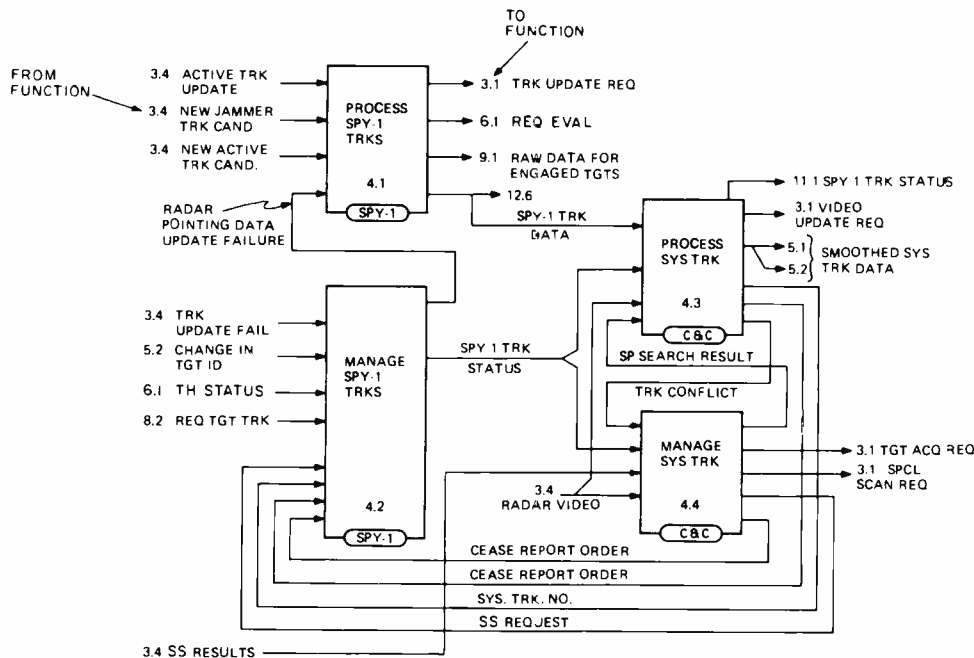 TO
FUNCTION
FROM
FUNCTION
3.4 ACTIVE TRK
UPDATE
3.4 NEW JAMMER
TRK CAND
3.4 NEW ACTIVE
TRK CAND.
RADAR
POINTING DATA
UPDATE FAILURE
PROCESS
SPY-1
TRKS
4.1
SPY-1
3.1 TRK UPDATE REQ
6.1 REQ EVAL
9.1 RAW DATA FOR
ENGAGED TGTS
12.6
SPY-1 TRK
DATA
PROCESS
SYS TRK
4.3
C&C
11.1 SPY 1 TRK STATUS
3.1 VIDEO
UPDATE REQ
5.1
5.2
SMOOTHED SYS
TRK DATA
3.4 TRK
UPDATE FAIL
5.2 CHANGE IN
TGT ID
6.1 TH STATUS
8.2 REQ TGT TRK
MANAGE
SPY-1
TRKS
4.2
SPY-1
SPY 1 TRK
STATUS
SP SEARCH RESULT
TRK CONFLICT
MANAGE
SYS TRK
4.4
C&C
3.4
RADAR VIDEO
3.1 TGT ACQ REQ
3.1 SPCL
SCAN REQ
CEASE REPORT ORDER
CEASE REPORT ORDER
SYS. TRK. NO.
SS REQUEST
3.4 SS RESULTS